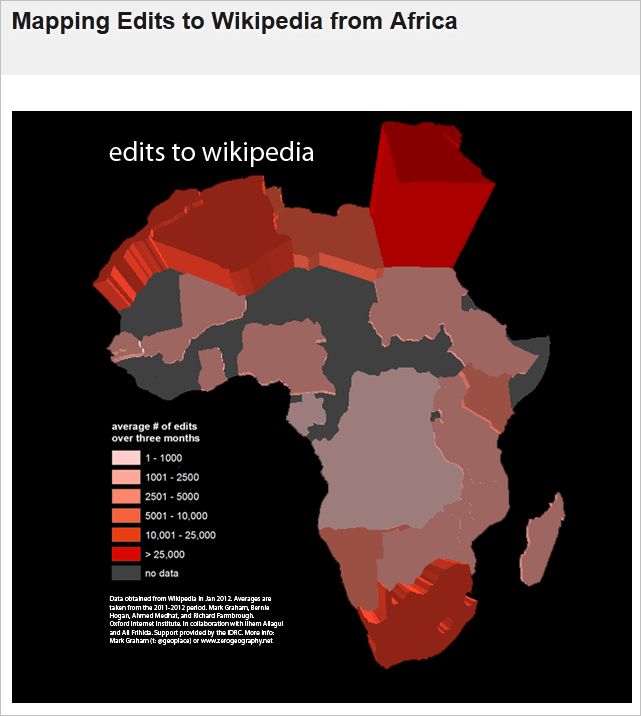 Mapping Edits to Wikipedia from Africa
edits to wikipedia
average # of edits
over three months
1 - 1000
1001 - 2500
2501 - 5000
5001 - 10,000
10,001 - 25,000
> 25,000
no data
Data obtained from Wikipedia in Jan 2012. Averages are
taken from the 2011-2012 period. Mark Graham, Bernie
Hogan, Ahmed Medhat, and Richard Farmbrough.
Oxford Internet Institute. In collaboration with Ilhem Allagui
and Ali Frihida. Support provided by the IDRC. More info:
Mark Graham (t: @geoplace) or www.zerogeography.net